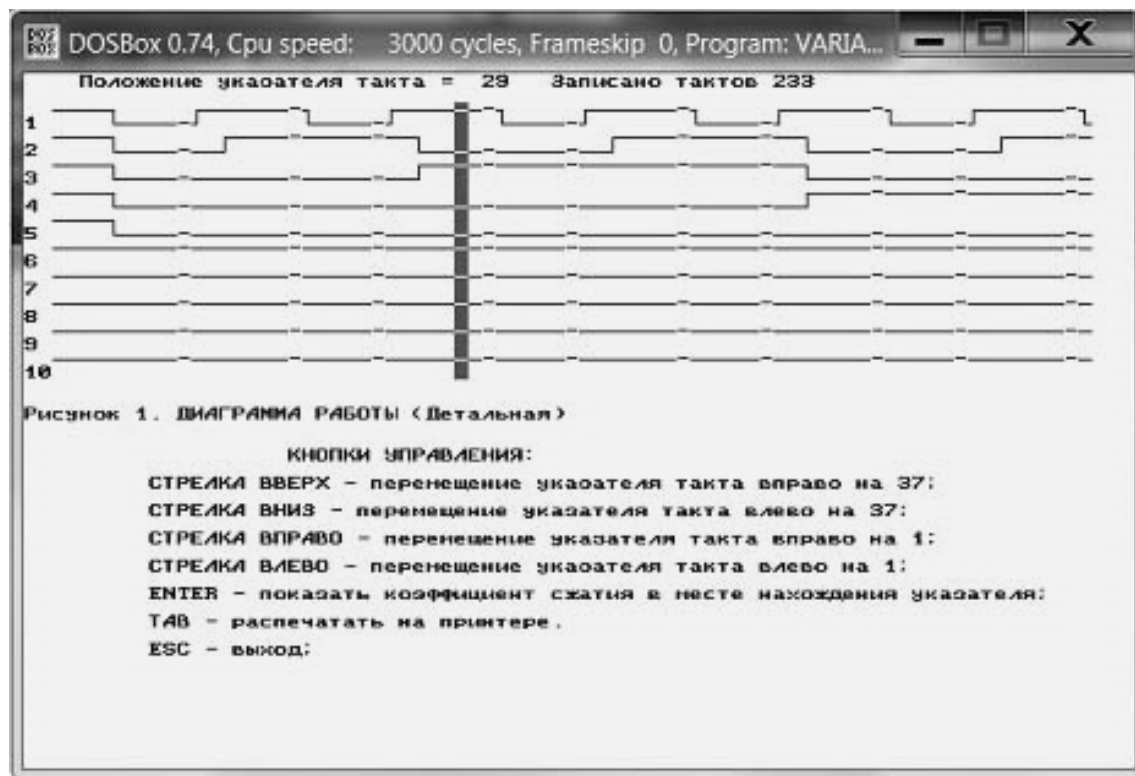 DOSBox 0.74, Cpu speed: 3000 cycles, Frameskip 0, Program: VARIA...
Положение указателя такта = 29 Записано тактов 233
1
2
3
4
5
6
7
8
9
10
Рисунок 1. ДИАГРАММА РАБОТЫ (Детальная)
КНОПКИ УПРАВЛЕНИЯ:
СТРЕЛКА ВВЕРХ - перемещение указателя такта вправо на 37;
СТРЕЛКА ВНИЗ - перемещение указателя такта влево на 37;
СТРЕЛКА ВПРАВО - перемещение указателя такта вправо на 1;
СТРЕЛКА ВЛЕВО - перемещение указателя такта влево на 1;
ENTER - показать коэффициент сжатия в месте нахождения указателя;
TAB - распечатать на принтере.
ESC - выход;